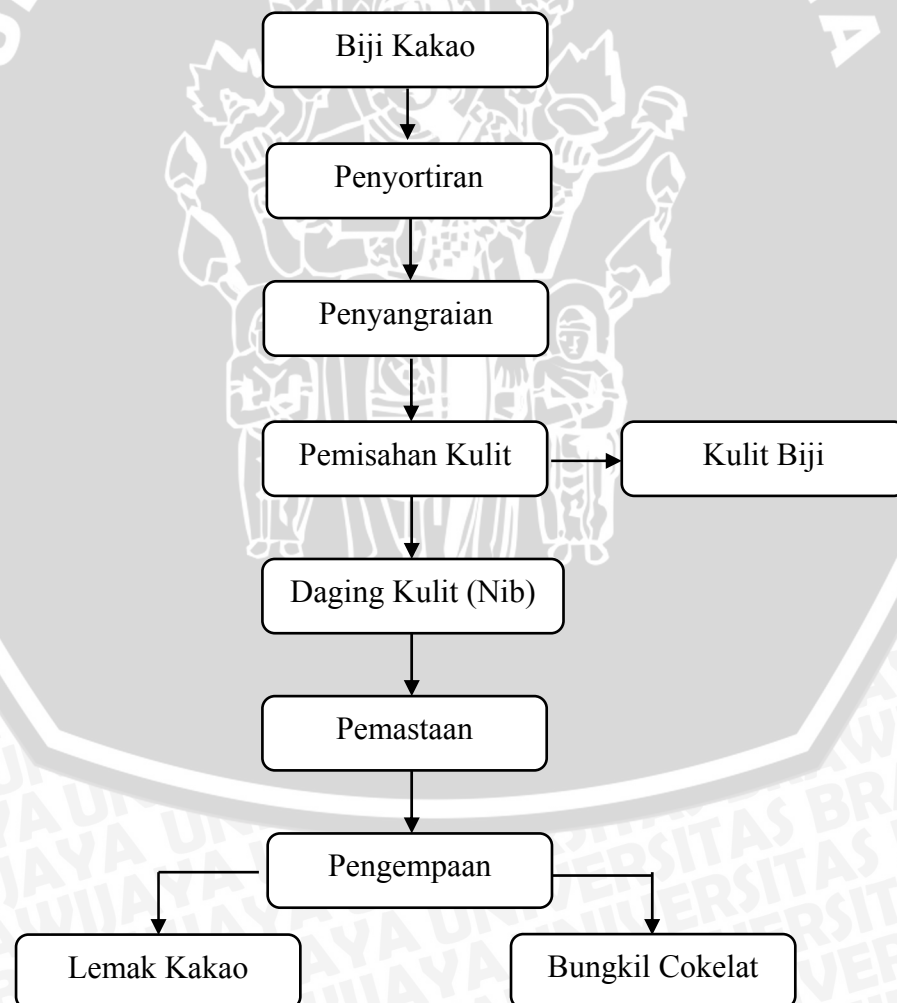 Biji Kakao
Penyortiran
Penyangraian
Pemisahan Kulit
Kulit Biji
Daging Kulit (Nib)
Pemastaan
Pengempaan
Lemak Kakao
Bungkil Cokelat